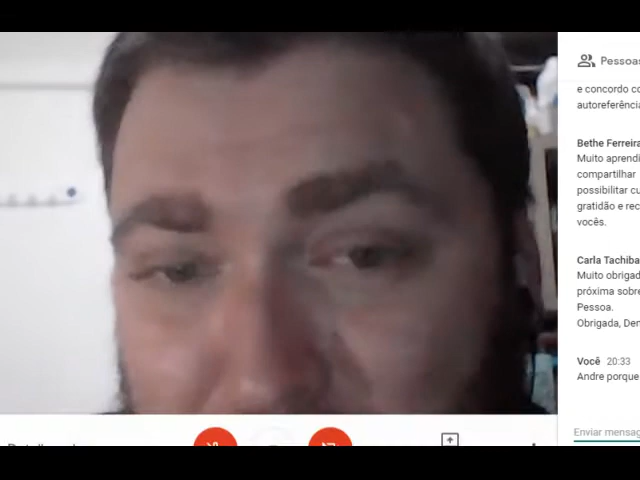 Pessoas
e concordo co
autoreferência
Bethe Ferreira
Muito aprendi
compartilhar
possibilitar cu
gratidão e rec
vocês.
Carla Tachiba
Muito obrigad
próxima sobre
Pessoa.
Obrigada, Den
Você 20:33
Andre porque
Enviar mensag